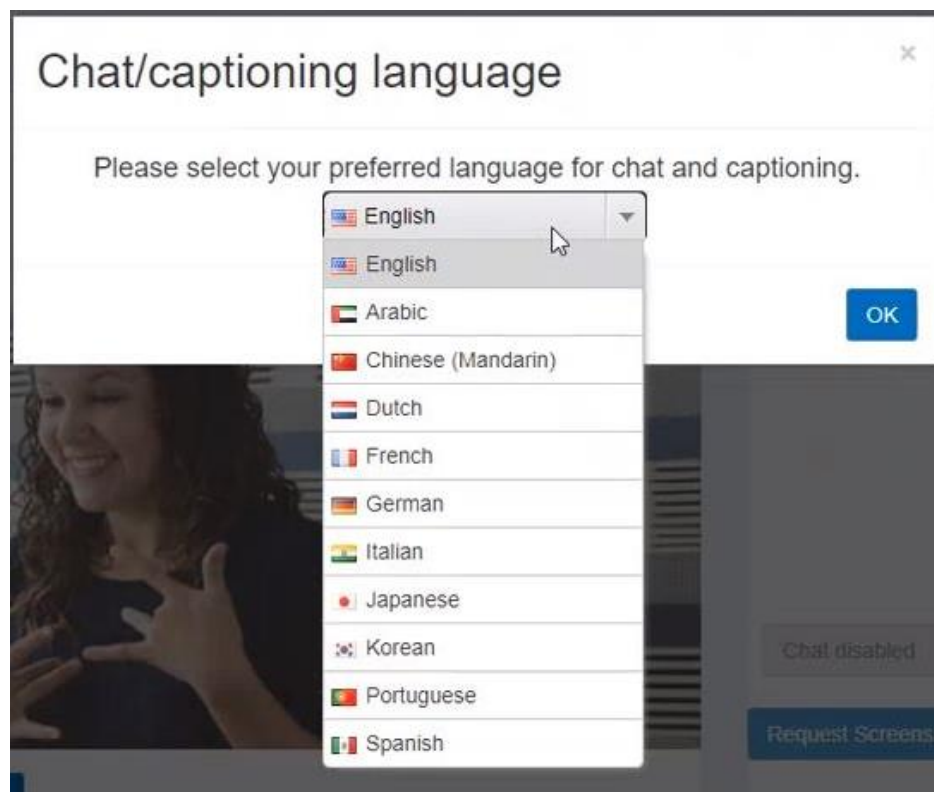 Chat/captioning language
×
Please select your preferred language for chat and captioning.
English
English
Arabic
OK
Chinese (Mandarin)
Dutch
French
German
Italian
Japanese
Korean
Chat disabled
Portuguese
Request Screens
Spanish